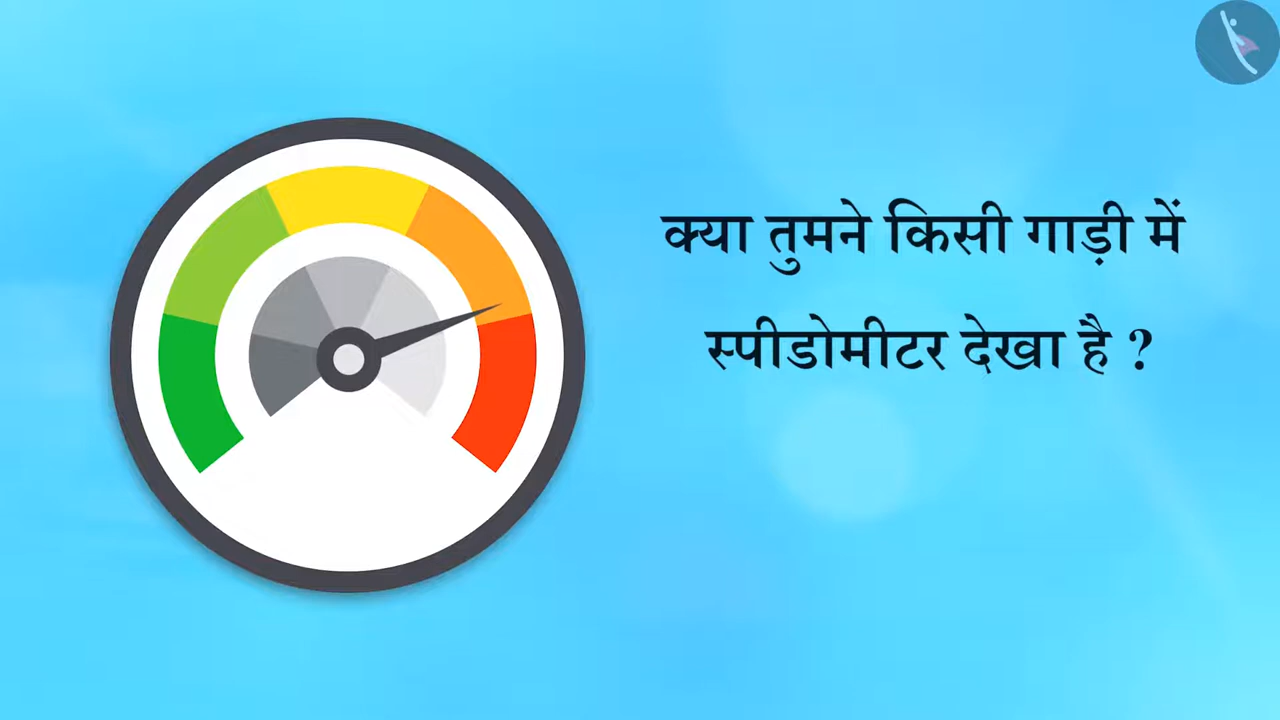 क्या तुमने किसी गाड़ी में
स्पीडोमीटर देखा है ?